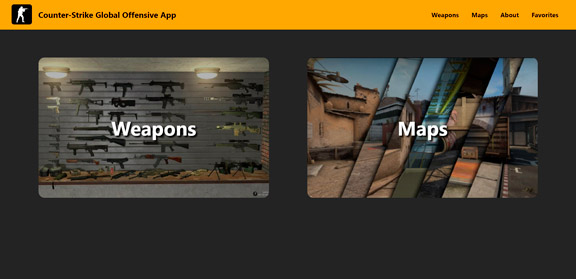 Counter-Strike Global Offensive App
Weapons
Maps
About
Favorites
Weapons
Maps